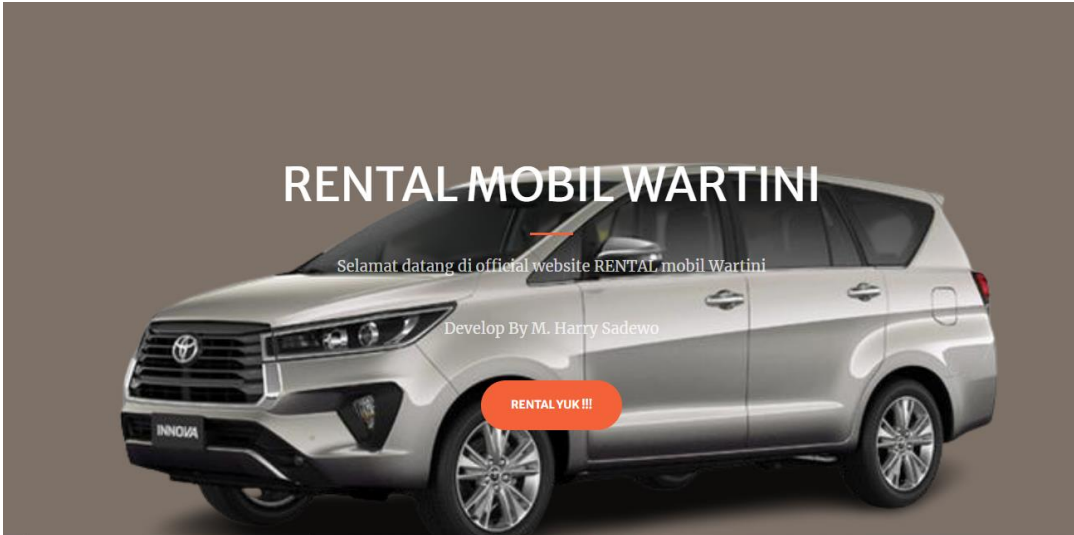 RENTAL MOBIL WARTINI
Selamat datang di official website RENTAL mobil Wartini
Develop By M. Harry Sadewo
RENTAL YUK !!!
INNOVA